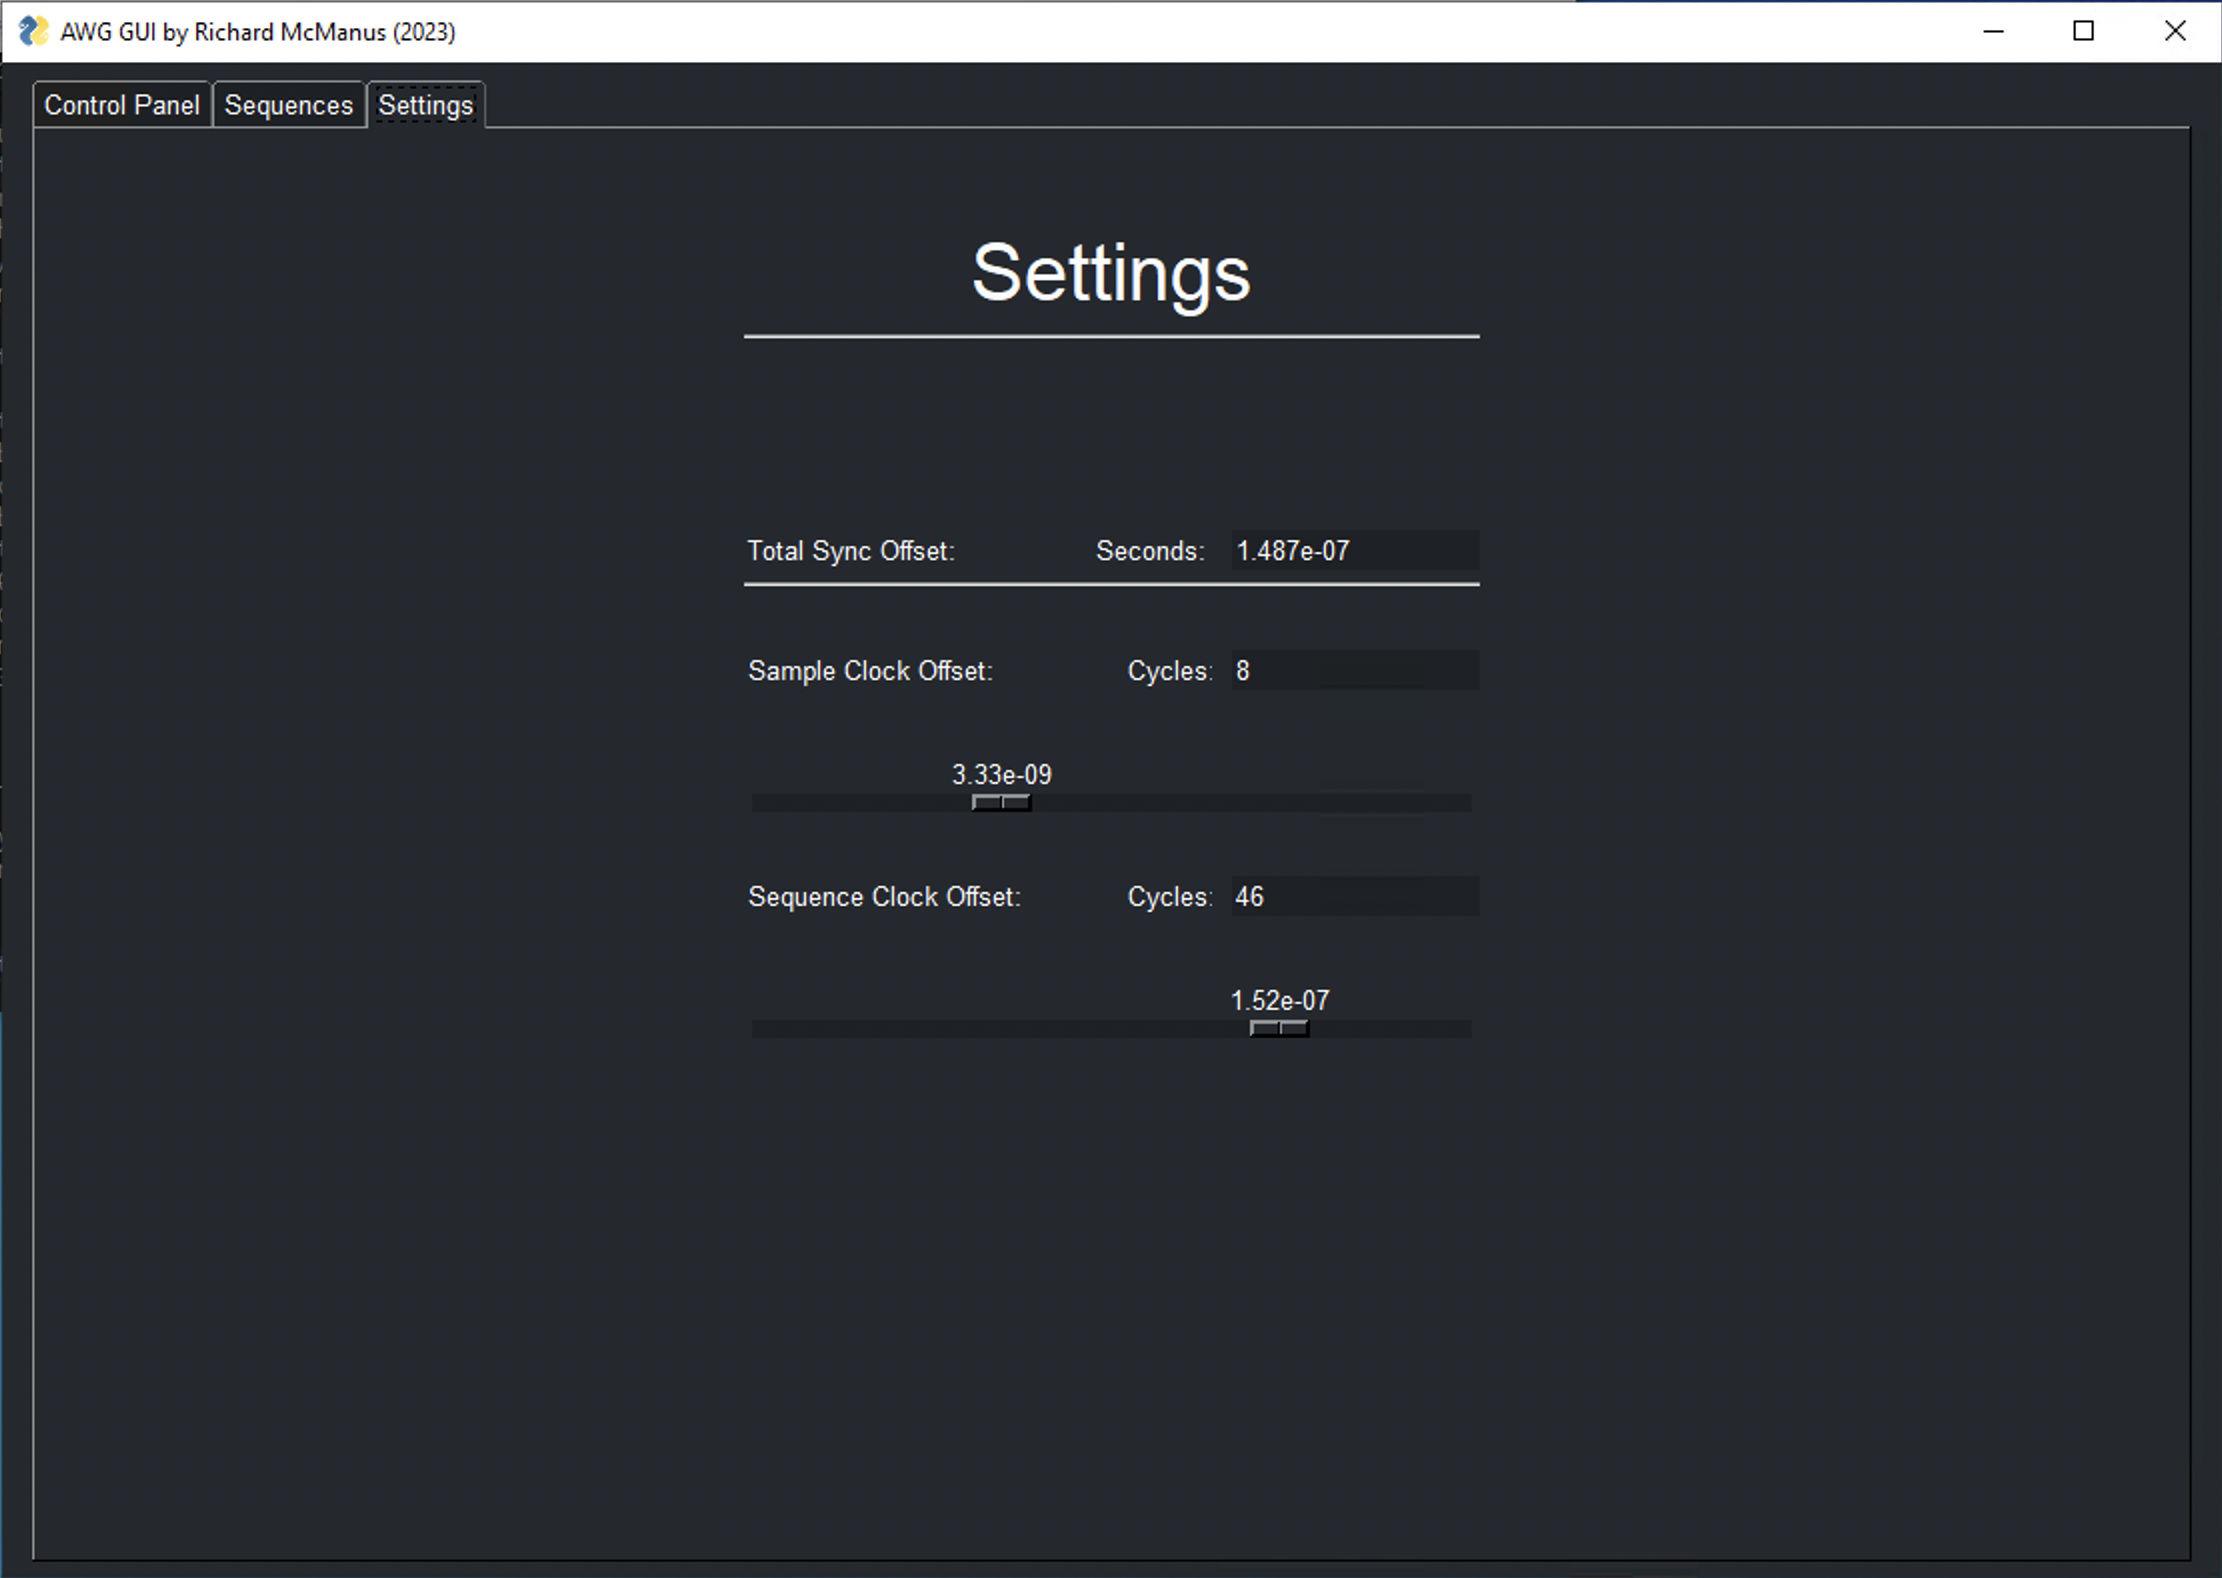 AWG GUI by Richard McManus (2023)
Control Panel Sequences Settings
Settings
Total Sync Offset: Seconds: 1.487e-07
Sample Clock Offset: Cycles: 8
3.33e-09
Sequence Clock Offset: Cycles: 46
1.52e-07